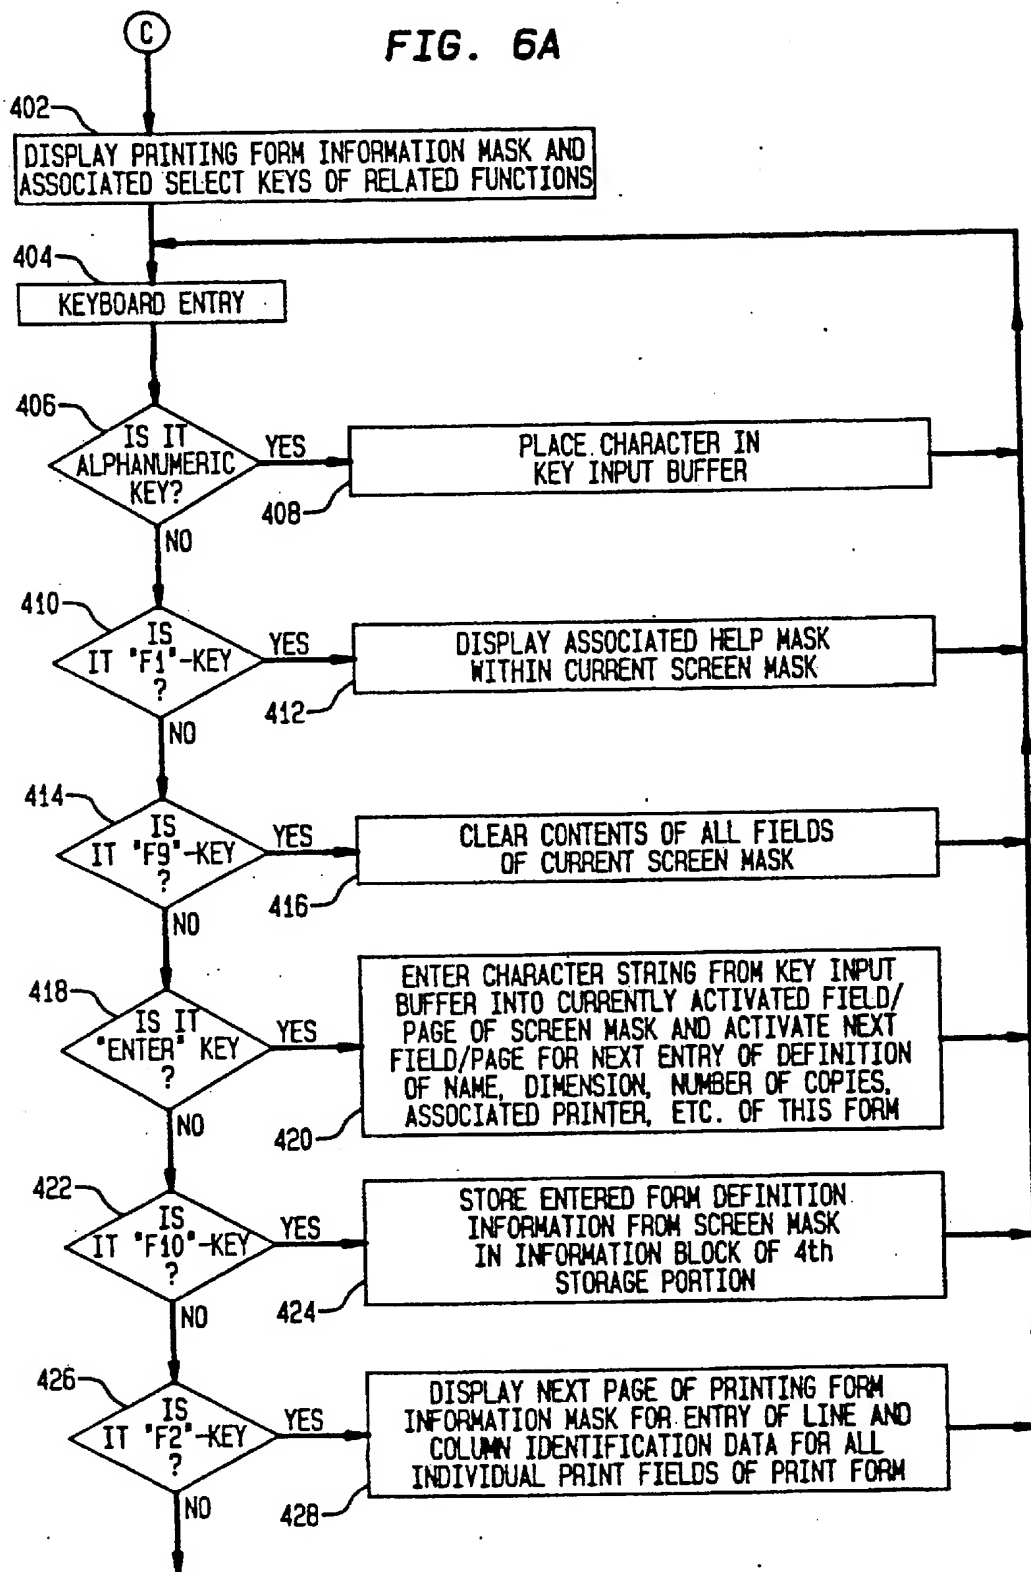 C
FIG. 6A
402
DISPLAY PRINTING FORM INFORMATION MASK AND
ASSOCIATED SELECT KEYS OF RELATED FUNCTIONS
404
KEYBOARD ENTRY
406
IS IT
ALPHANUMERIC
KEY?
YES
PLACE CHARACTER IN
KEY INPUT BUFFER
408
NO
410
IS
IT "F1"-KEY
?
YES
DISPLAY ASSOCIATED HELP MASK
WITHIN CURRENT SCREEN MASK
412
NO
414
IS
IT "F9"-KEY
?
YES
CLEAR CONTENTS OF ALL FIELDS
OF CURRENT SCREEN MASK
416
NO
418
IS IT
"ENTER" KEY
?
YES
ENTER CHARACTER STRING FROM KEY INPUT
BUFFER INTO CURRENTLY ACTIVATED FIELD/
PAGE OF SCREEN MASK AND ACTIVATE NEXT
FIELD/PAGE FOR NEXT ENTRY OF DEFINITION
OF NAME, DIMENSION, NUMBER OF COPIES,
ASSOCIATED PRINTER, ETC. OF THIS FORM
420
NO
422
IS
IT "F10"-KEY
?
YES
STORE ENTERED FORM DEFINITION
INFORMATION FROM SCREEN MASK
IN INFORMATION BLOCK OF 4th
STORAGE PORTION
424
NO
426
IS
IT "F2"-KEY
?
YES
DISPLAY NEXT PAGE OF PRINTING FORM
INFORMATION MASK FOR ENTRY OF LINE AND
COLUMN IDENTIFICATION DATA FOR ALL
INDIVIDUAL PRINT FIELDS OF PRINT FORM
428
NO